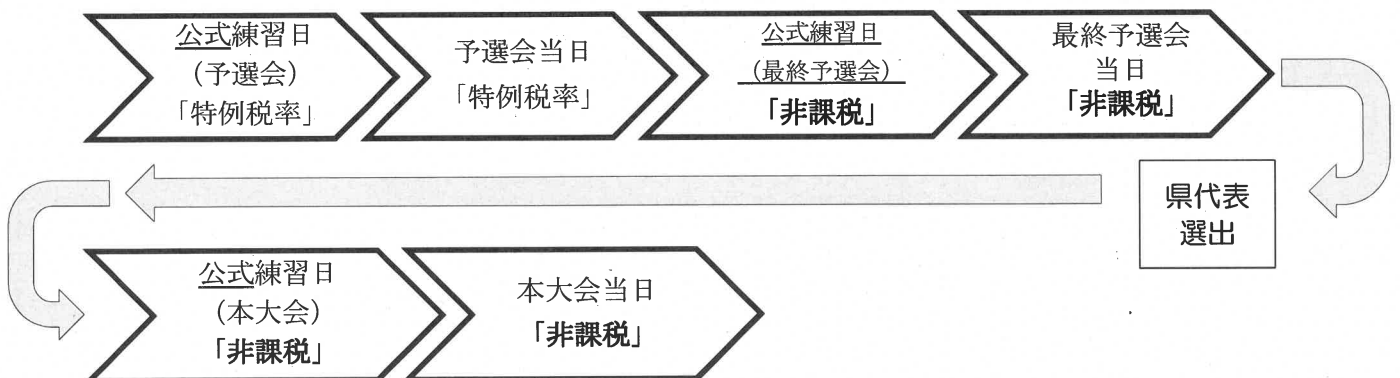 公式練習日
（予選会）
「特例税率」
予選会当日
「特例税率」
公式練習日
（最終予選会）
「非課税」
最終予選会
当日
「非課税」
県代表
選出
公式練習日
（本大会）
「非課税」
本大会当日
「非課税」